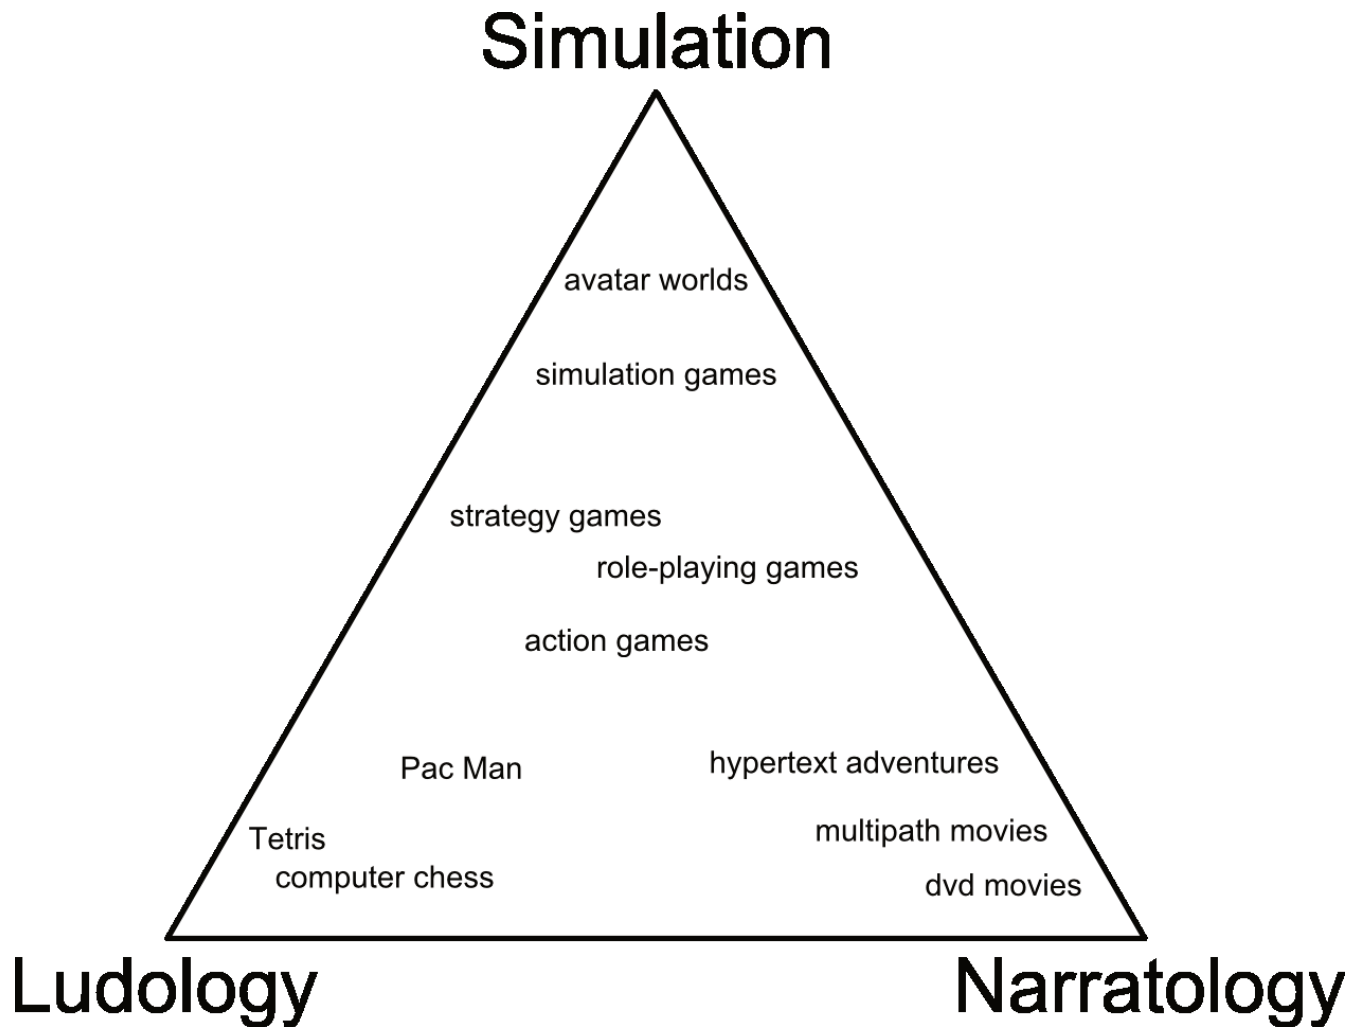 Simulation
avatar worlds
simulation games
strategy games
role-playing games
action games
Pac Man
hypertext adventures
Tetris
multipath movies
computer chess
dvd movies
Ludology
Narratology